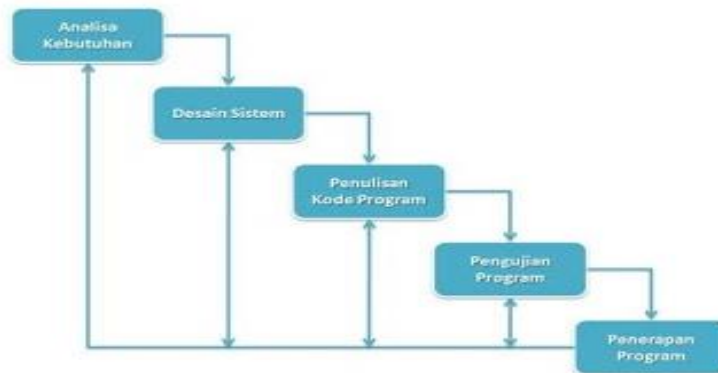 Analisa
Kebutuhan
Desain Sistem
Penulisan
Kode Program
Pengujian
Program
Penerapan
Program